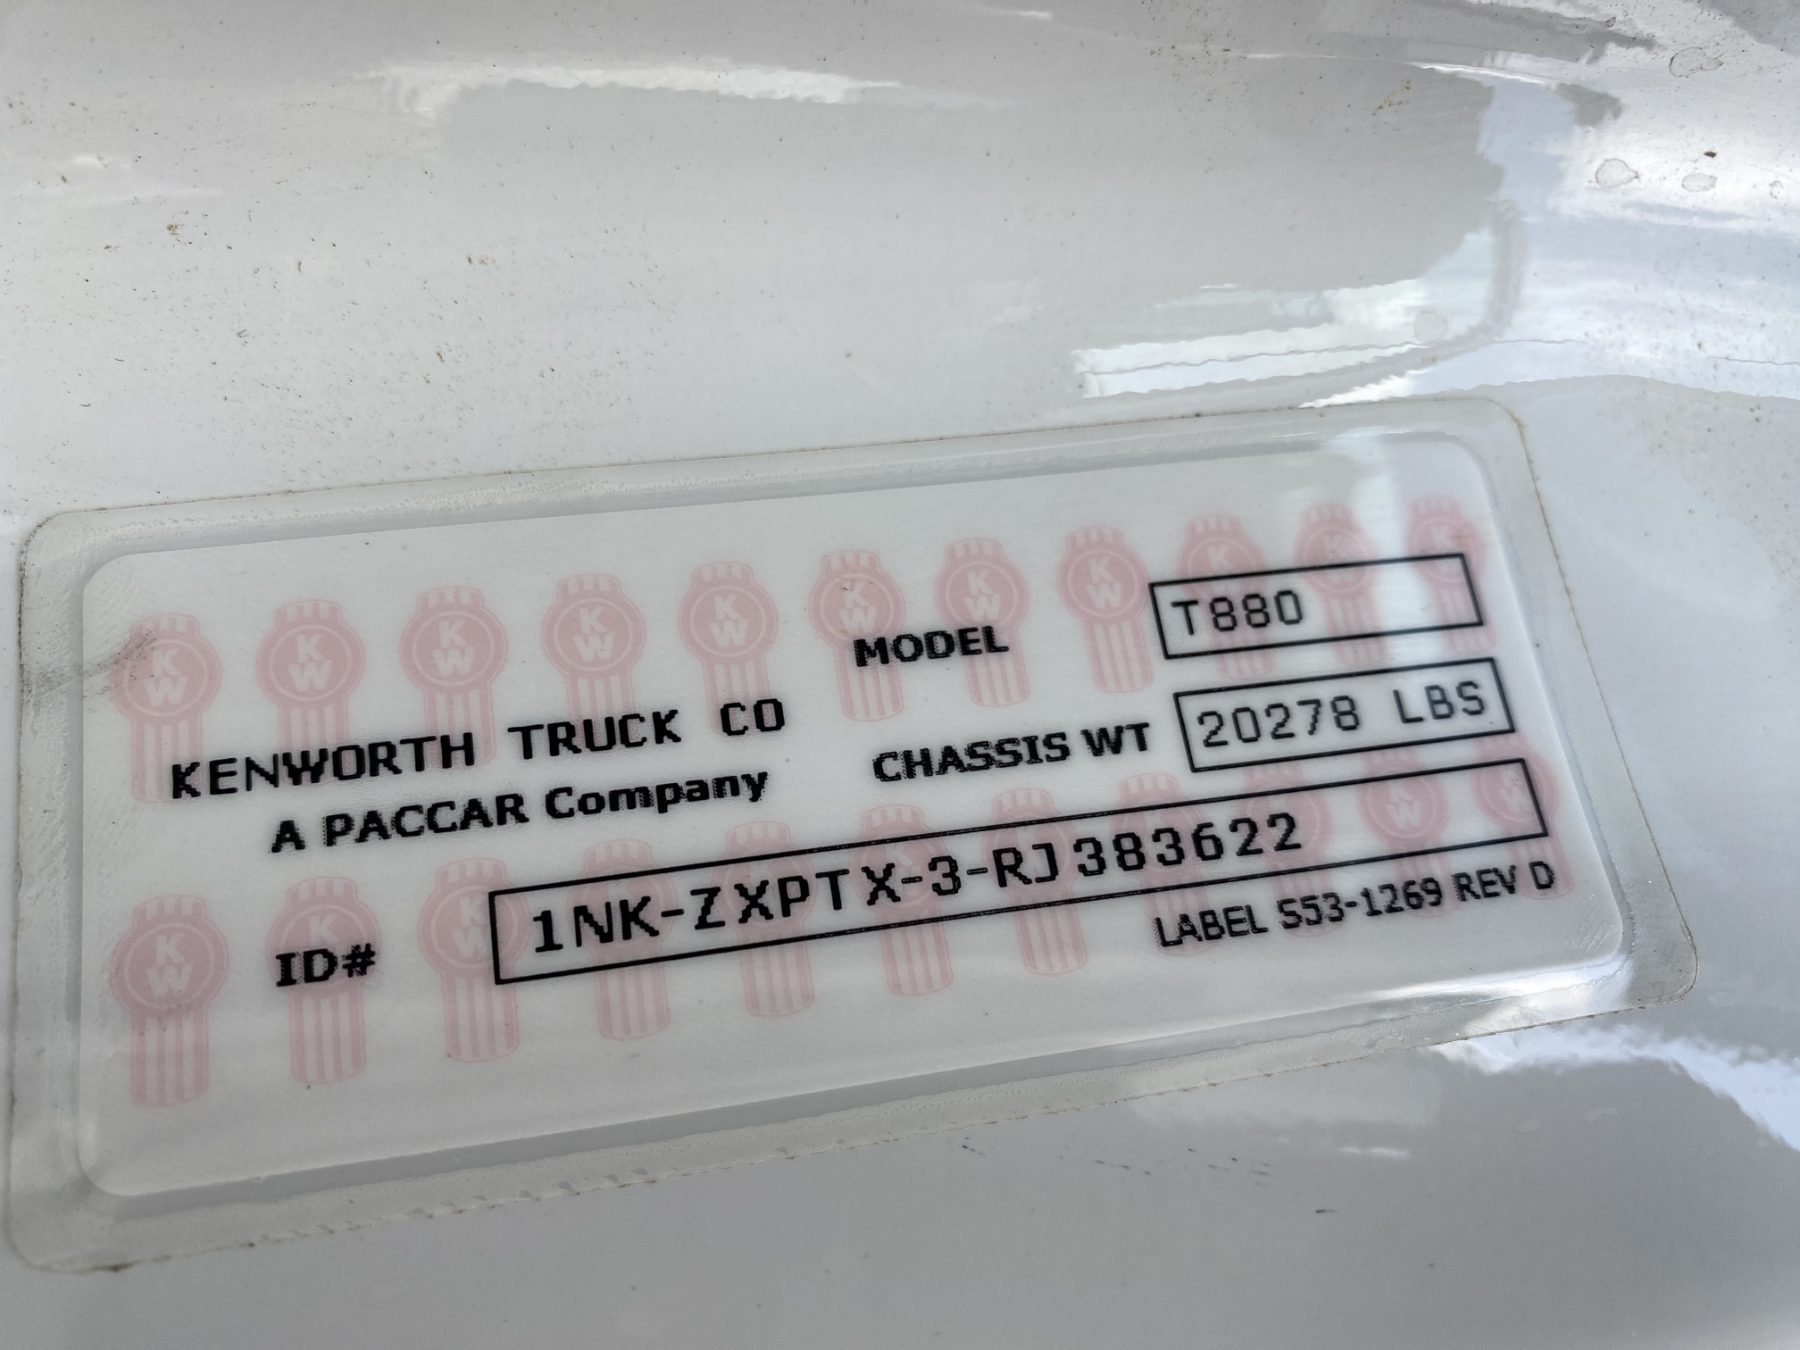 KENWORTH TRUCK CO
A PACCAR Company
MODEL T880
CHASSIS WT 20278 LBS
ID# 1NK-ZXPTX-3-RJ383622
LABEL S53-1269 REV D